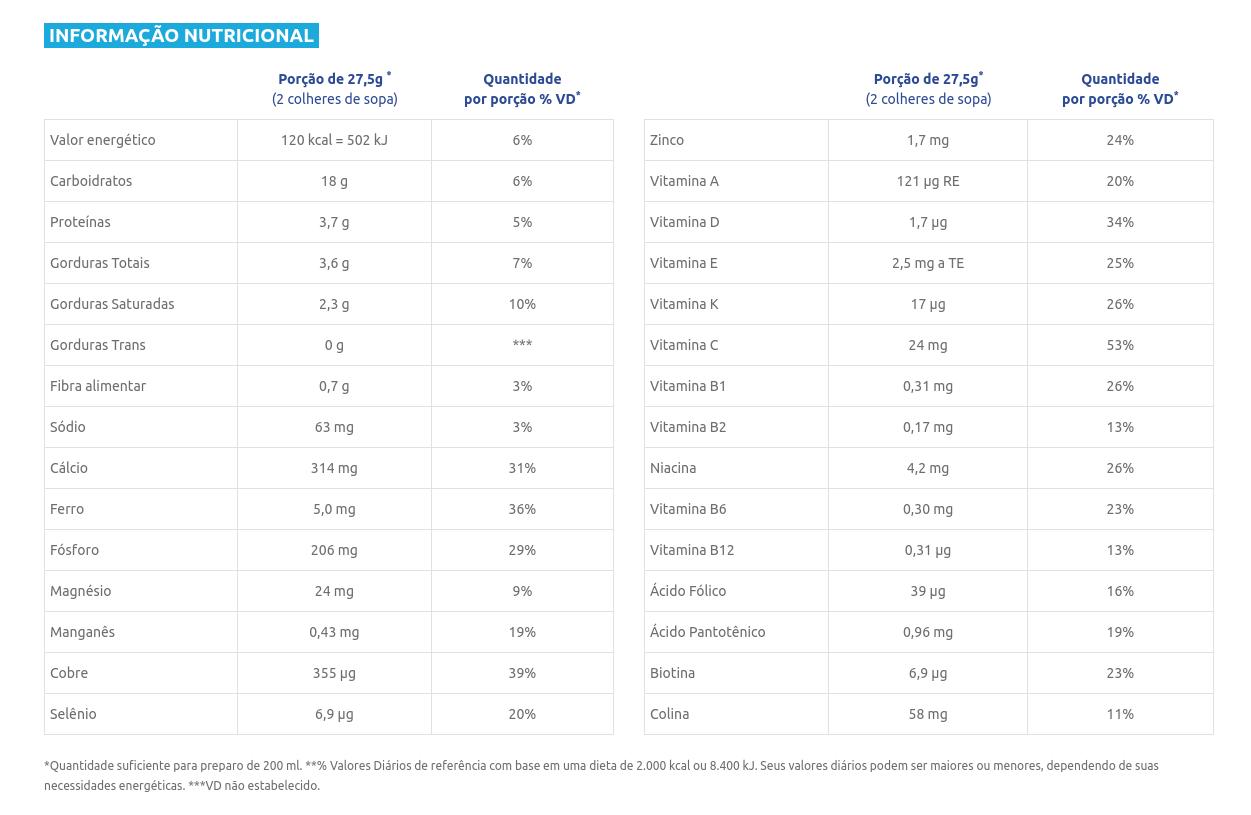 INFORMAÇÃO NUTRICIONAL
Porção de 27,5g * Quantidade
(2 colheres de sopa) por porção % VD*
Valor energético 120 kcal = 502 kJ 6%
Carboidratos 18 g 6%
Proteínas 3,7 g 5%
Gorduras Totais 3,6 g 7%
Gorduras Saturadas 2,3 g 10%
Gorduras Trans 0 g ***
Fibra alimentar 0,7 g 3%
Sódio 63 mg 3%
Cálcio 314 mg 31%
Ferro 5,0 mg 36%
Fósforo 206 mg 29%
Magnésio 24 mg 9%
Manganês 0,43 mg 19%
Cobre 355 µg 39%
Selênio 6,9 µg 20%
Porção de 27,5g* Quantidade
(2 colheres de sopa) por porção % VD*
Zinco 1,7 mg 24%
Vitamina A 121 µg RE 20%
Vitamina D 1,7 µg 34%
Vitamina E 2,5 mg a TE 25%
Vitamina K 17 µg 26%
Vitamina C 24 mg 53%
Vitamina B1 0,31 mg 26%
Vitamina B2 0,17 mg 13%
Niacina 4,2 mg 26%
Vitamina B6 0,30 mg 23%
Vitamina B12 0,31 µg 13%
Ácido Fólico 39 µg 16%
Ácido Pantotênico 0,96 mg 19%
Biotina 6,9 µg 23%
Colina 58 mg 11%
*Quantidade suficiente para preparo de 200 ml. **% Valores Diários de referência com base em uma dieta de 2.000 kcal ou 8.400 kJ. Seus valores diários podem ser maiores ou menores, dependendo de suas
necessidades energéticas. ***VD não estabelecido.